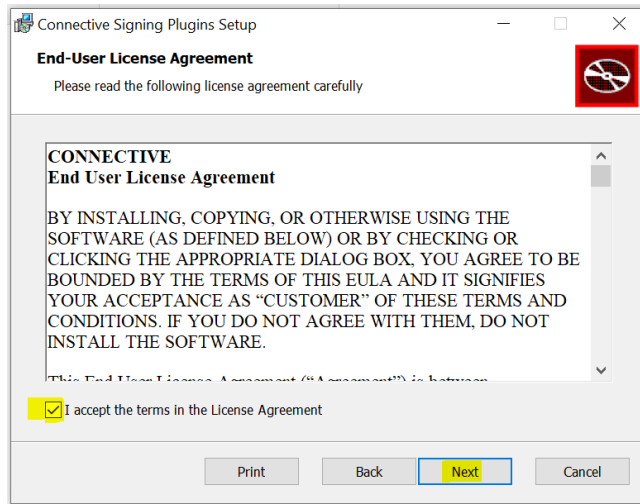 Connective Signing Plugins Setup
End-User License Agreement
Please read the following license agreement carefully
CONNECTIVE
End User License Agreement
BY INSTALLING, COPYING, OR OTHERWISE USING THE
SOFTWARE (AS DEFINED BELOW) OR BY CHECKING OR
CLICKING THE APPROPRIATE DIALOG BOX, YOU AGREE TO BE
BOUNDED BY THE TERMS OF THIS EULA AND IT SIGNIFIES
YOUR ACCEPTANCE AS “CUSTOMER” OF THESE TERMS AND
CONDITIONS. IF YOU DO NOT AGREE WITH THEM, DO NOT
INSTALL THE SOFTWARE.
This End User License Agreement (“Agreement”) is between
I accept the terms in the License Agreement
Print Back Next Cancel